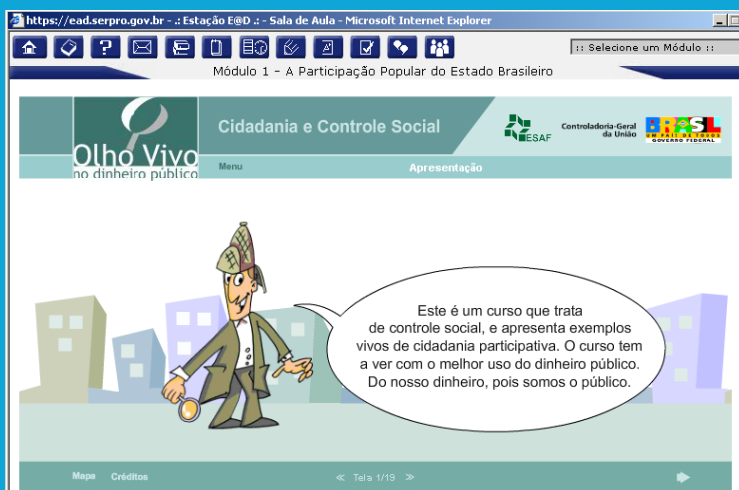 https://ead.serpro.gov.br - .: Estação E@D .: - Sala de Aula - Microsoft Internet Explorer
:: Selecione um Módulo ::
Módulo 1 - A Participação Popular do Estado Brasileiro
Olho Vivo
no dinheiro público
Cidadania e Controle Social
ESAF
Controladoria-Geral
da União
BRASIL
UM PAÍS DE TODOS
GOVERNO FEDERAL
Menu
Apresentação
Este é um curso que trata
de controle social, e apresenta exemplos
vivos de cidadania participativa. O curso tem
a ver com o melhor uso do dinheiro público.
Do nosso dinheiro, pois somos o público.
Mapa Créditos
≪ Tela 1/19 ≫